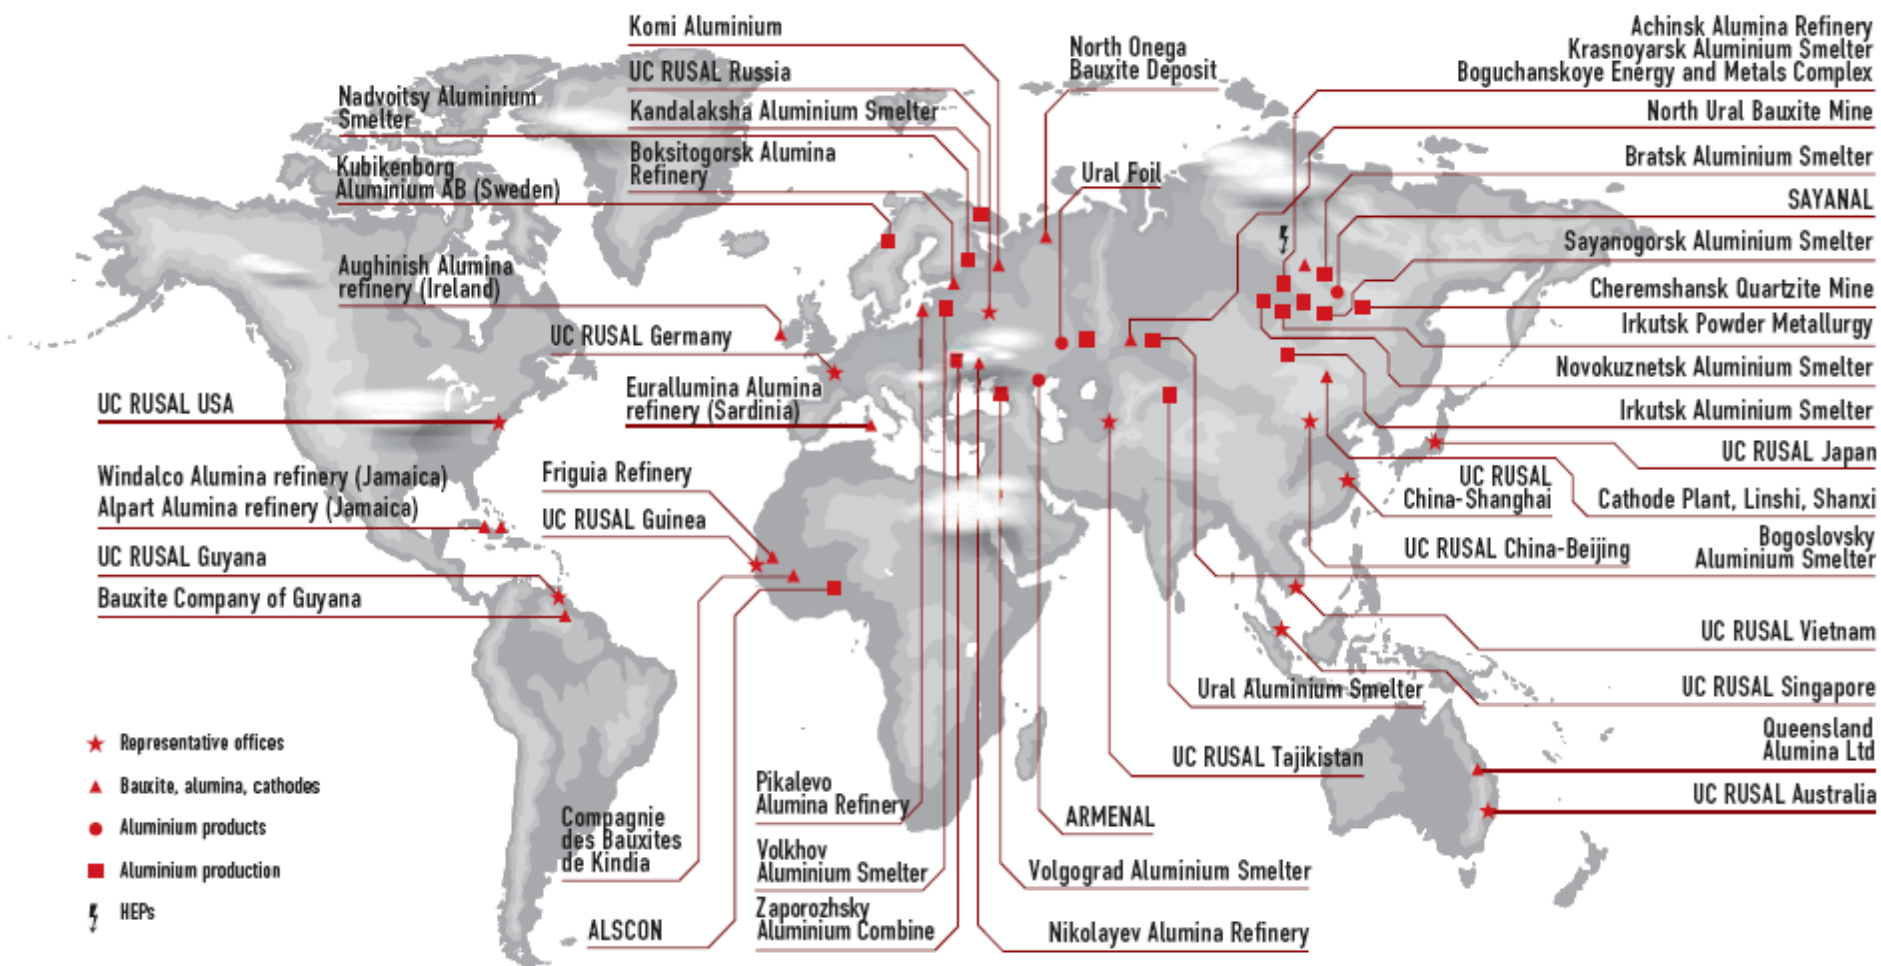 Komi Aluminium
UC RUSAL Russia
Nadvoitsy Aluminium
Smelter
Kandalaksha Aluminium Smelter
Kubikenborg
Aluminium AB (Sweden)
Boksitogorsk Alumina
Refinery
North Onega
Bauxite Deposit
Ural Foil
Achinsk Alumina Refinery
Krasnoyarsk Aluminium Smelter
Boguchanskoye Energy and Metals Complex
North Ural Bauxite Mine
Bratsk Aluminium Smelter
SAYANAL
Sayanogorsk Aluminium Smelter
Cheremshansk Quartzite Mine
Irkutsk Powder Metallurgy
Novokuznetsk Aluminium Smelter
Irkutsk Aluminium Smelter
UC RUSAL Japan
UC RUSAL
China-Shanghai
Cathode Plant, Linshi, Shanxi
UC RUSAL China-Beijing
Bogoslovsky
Aluminium Smelter
UC RUSAL Vietnam
UC RUSAL Singapore
Queensland
Alumina Ltd
UC RUSAL Australia
Aughinish Alumina
refinery (Ireland)
UC RUSAL Germany
Eurallumina Alumina
refinery (Sardinia)
UC RUSAL USA
Windalco Alumina refinery (Jamaica)
Alpart Alumina refinery (Jamaica)
UC RUSAL Guyana
Bauxite Company of Guyana
Friguia Refinery
UC RUSAL Guinea
Ural Aluminium Smelter
UC RUSAL Tajikistan
ARMENAL
Volgograd Aluminium Smelter
Nikolayev Alumina Refinery
Pikalevo
Alumina Refinery
Volkhov
Aluminium Smelter
Zaporozhsky
Aluminium Combine
Compagnie
des Bauxites
de Kindia
ALSCON
Representative offices
Bauxite, alumina, cathodes
Aluminium products
Aluminium production
HEPs